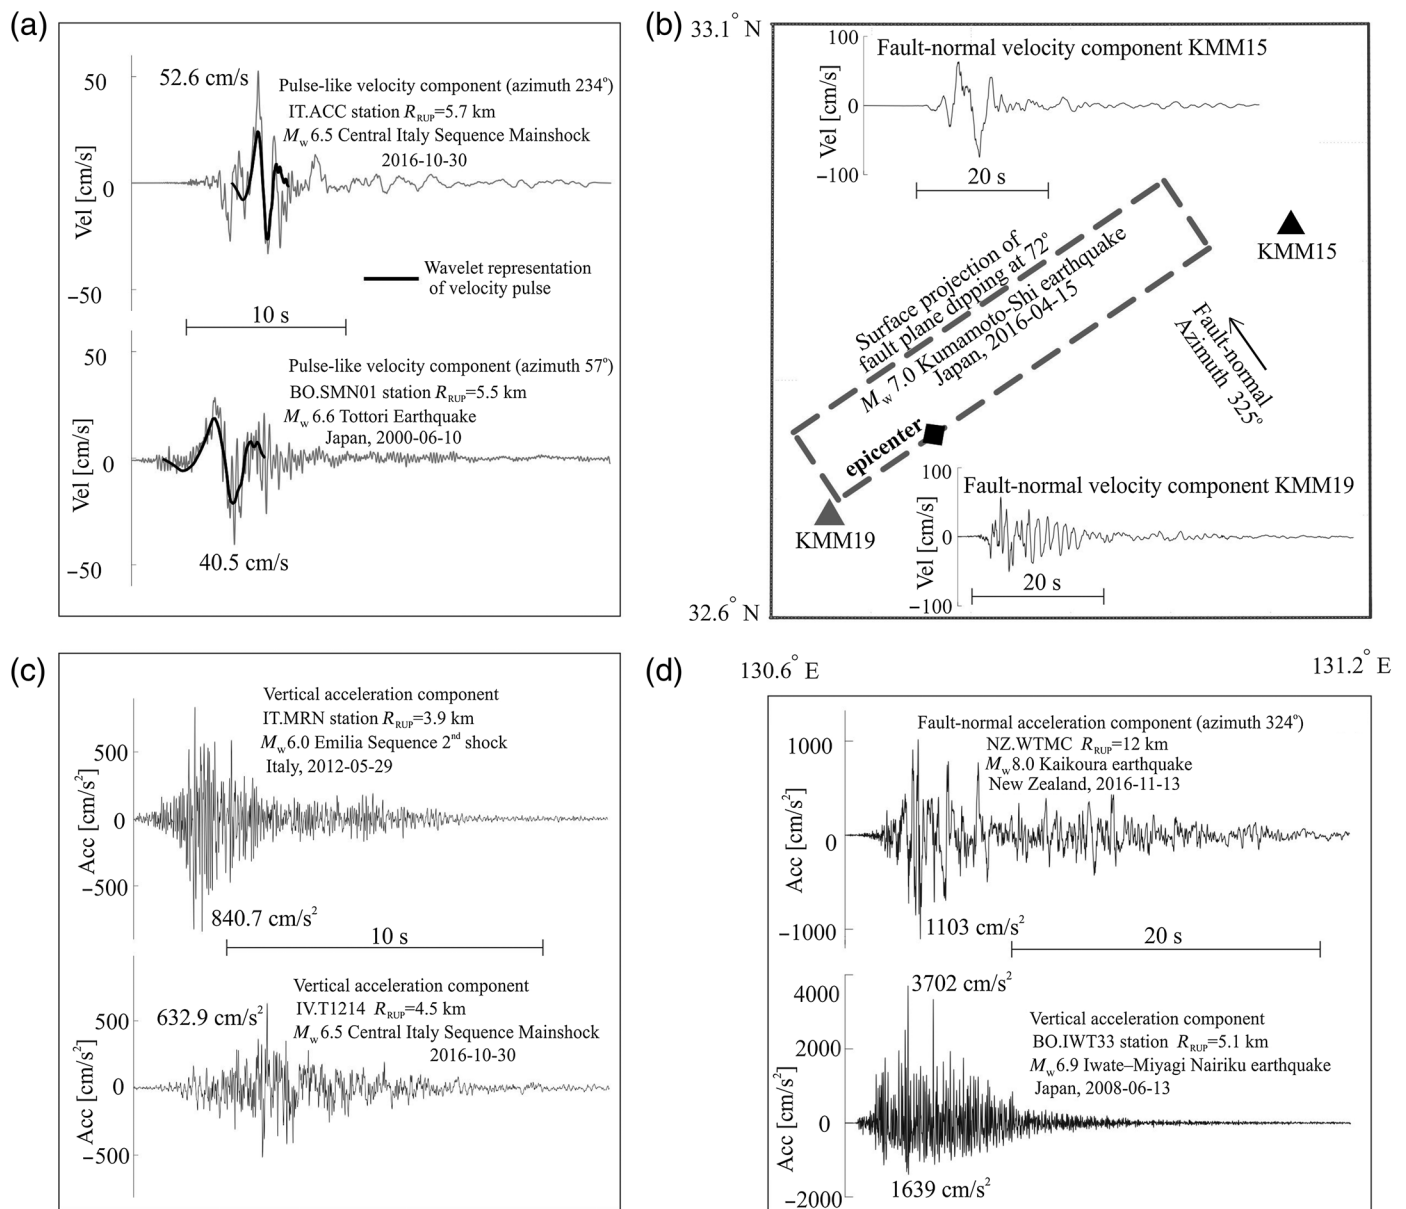 (a)
52.6 cm/s
Pulse-like velocity component (azimuth 234°)
IT.ACC station RRUP=5.7 km
Mw6.5 Central Italy Sequence Mainshock
2016-10-30
50
0
−50
Vel [cm/s]
Wavelet representation
of velocity pulse
10 s
Pulse-like velocity component (azimuth 57°)
BO.SMN01 station RRUP=5.5 km
Mw 6.6 Tottori Earthquake
Japan, 2000-06-10
50
0
−50
Vel [cm/s]
40.5 cm/s
(b)
33.1° N
32.6° N
130.6° E
131.2° E
Fault-normal velocity component KMM15
100
0
−100
Vel [cm/s]
20 s
KMM15
Surface projection of
fault plane dipping at 72°
Mw7.0 Kumamoto-Shi earthquake
Japan, 2016-04-15
Fault-normal
Azimuth 325°
epicenter
KMM19
Fault-normal velocity component KMM19
100
0
−100
Vel [cm/s]
20 s
(c)
Vertical acceleration component
IT.MRN station RRUP=3.9 km
Mw6.0 Emilia Sequence 2nd shock
Italy, 2012-05-29
500
0
−500
Acc [cm/s²]
840.7 cm/s²
10 s
Vertical acceleration component
IV.T1214 RRUP=4.5 km
Mw6.5 Central Italy Sequence Mainshock
2016-10-30
632.9 cm/s²
500
0
−500
Acc [cm/s²]
(d)
Fault-normal acceleration component (azimuth 324°)
NZ.WTMC RRUP=12 km
Mw8.0 Kaikoura earthquake
New Zealand, 2016-11-13
1000
0
−1000
Acc [cm/s²]
1103 cm/s²
20 s
3702 cm/s²
Vertical acceleration component
BO.IWT33 station RRUP=5.1 km
Mw6.9 Iwate–Miyagi Nairiku earthquake
Japan, 2008-06-13
4000
2000
0
−2000
Acc [cm/s²]
1639 cm/s²